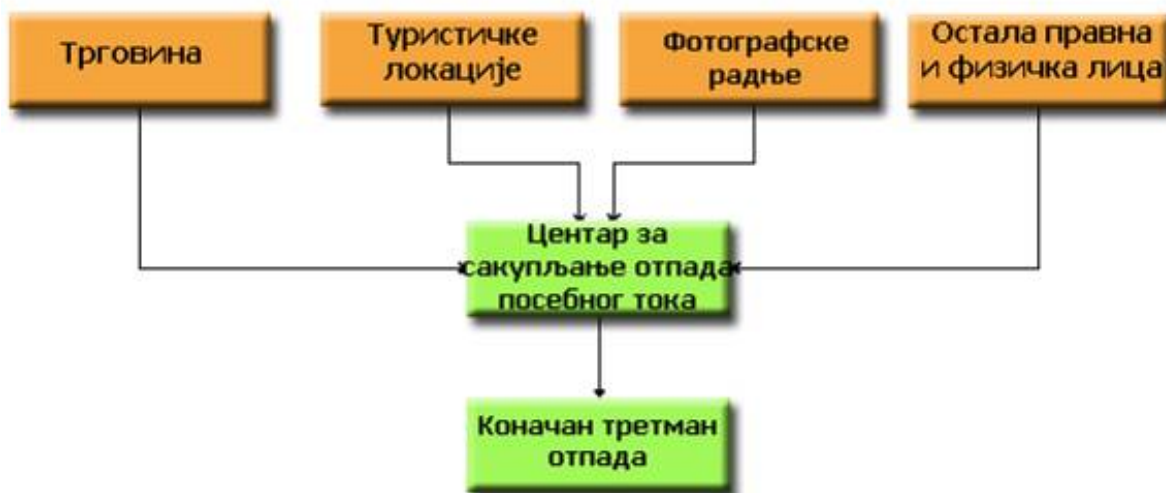 Трговина
Туристичке
локације
Фотографске
радње
Остала правна
и физичка лица
Центар за
сакупљање отпада
посебног тока
Коначан третман
отпада